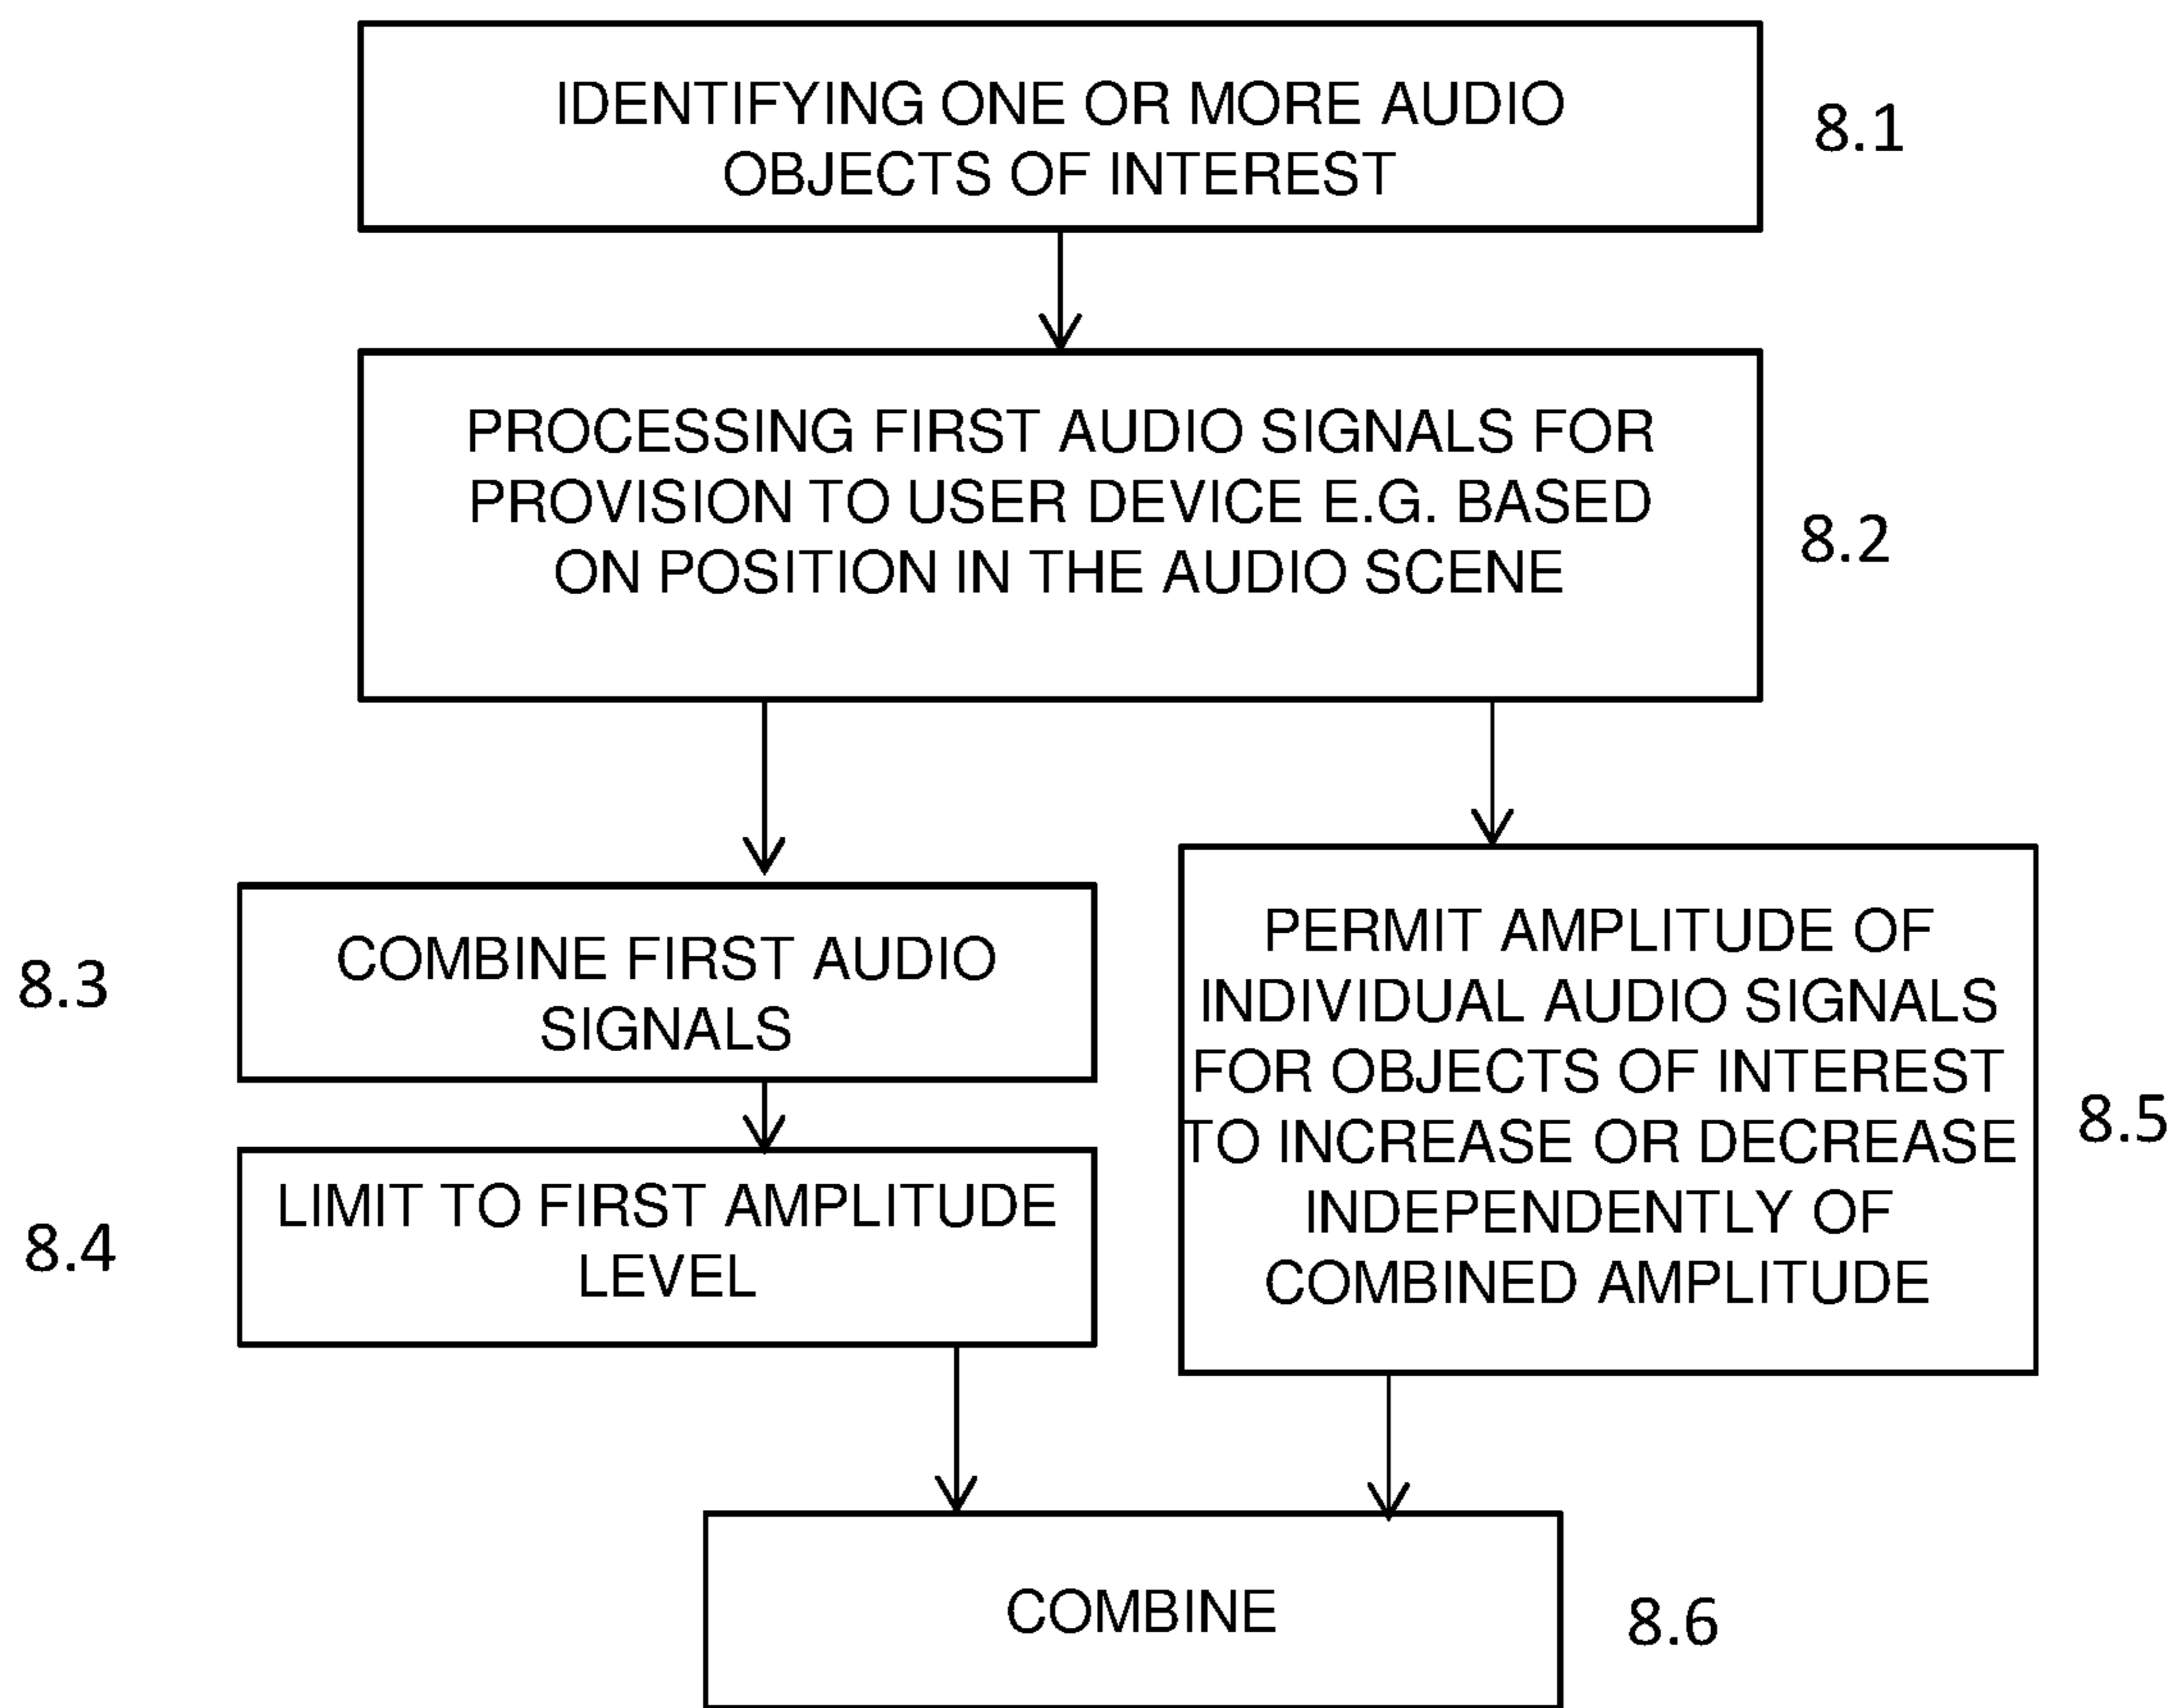 IDENTIFYING ONE OR MORE AUDIO
OBJECTS OF INTEREST
8.1
PROCESSING FIRST AUDIO SIGNALS FOR
PROVISION TO USER DEVICE E.G. BASED
ON POSITION IN THE AUDIO SCENE
8.2
COMBINE FIRST AUDIO
SIGNALS
8.3
LIMIT TO FIRST AMPLITUDE
LEVEL
8.4
PERMIT AMPLITUDE OF
INDIVIDUAL AUDIO SIGNALS
FOR OBJECTS OF INTEREST
TO INCREASE OR DECREASE
INDEPENDENTLY OF
COMBINED AMPLITUDE
8.5
COMBINE
8.6